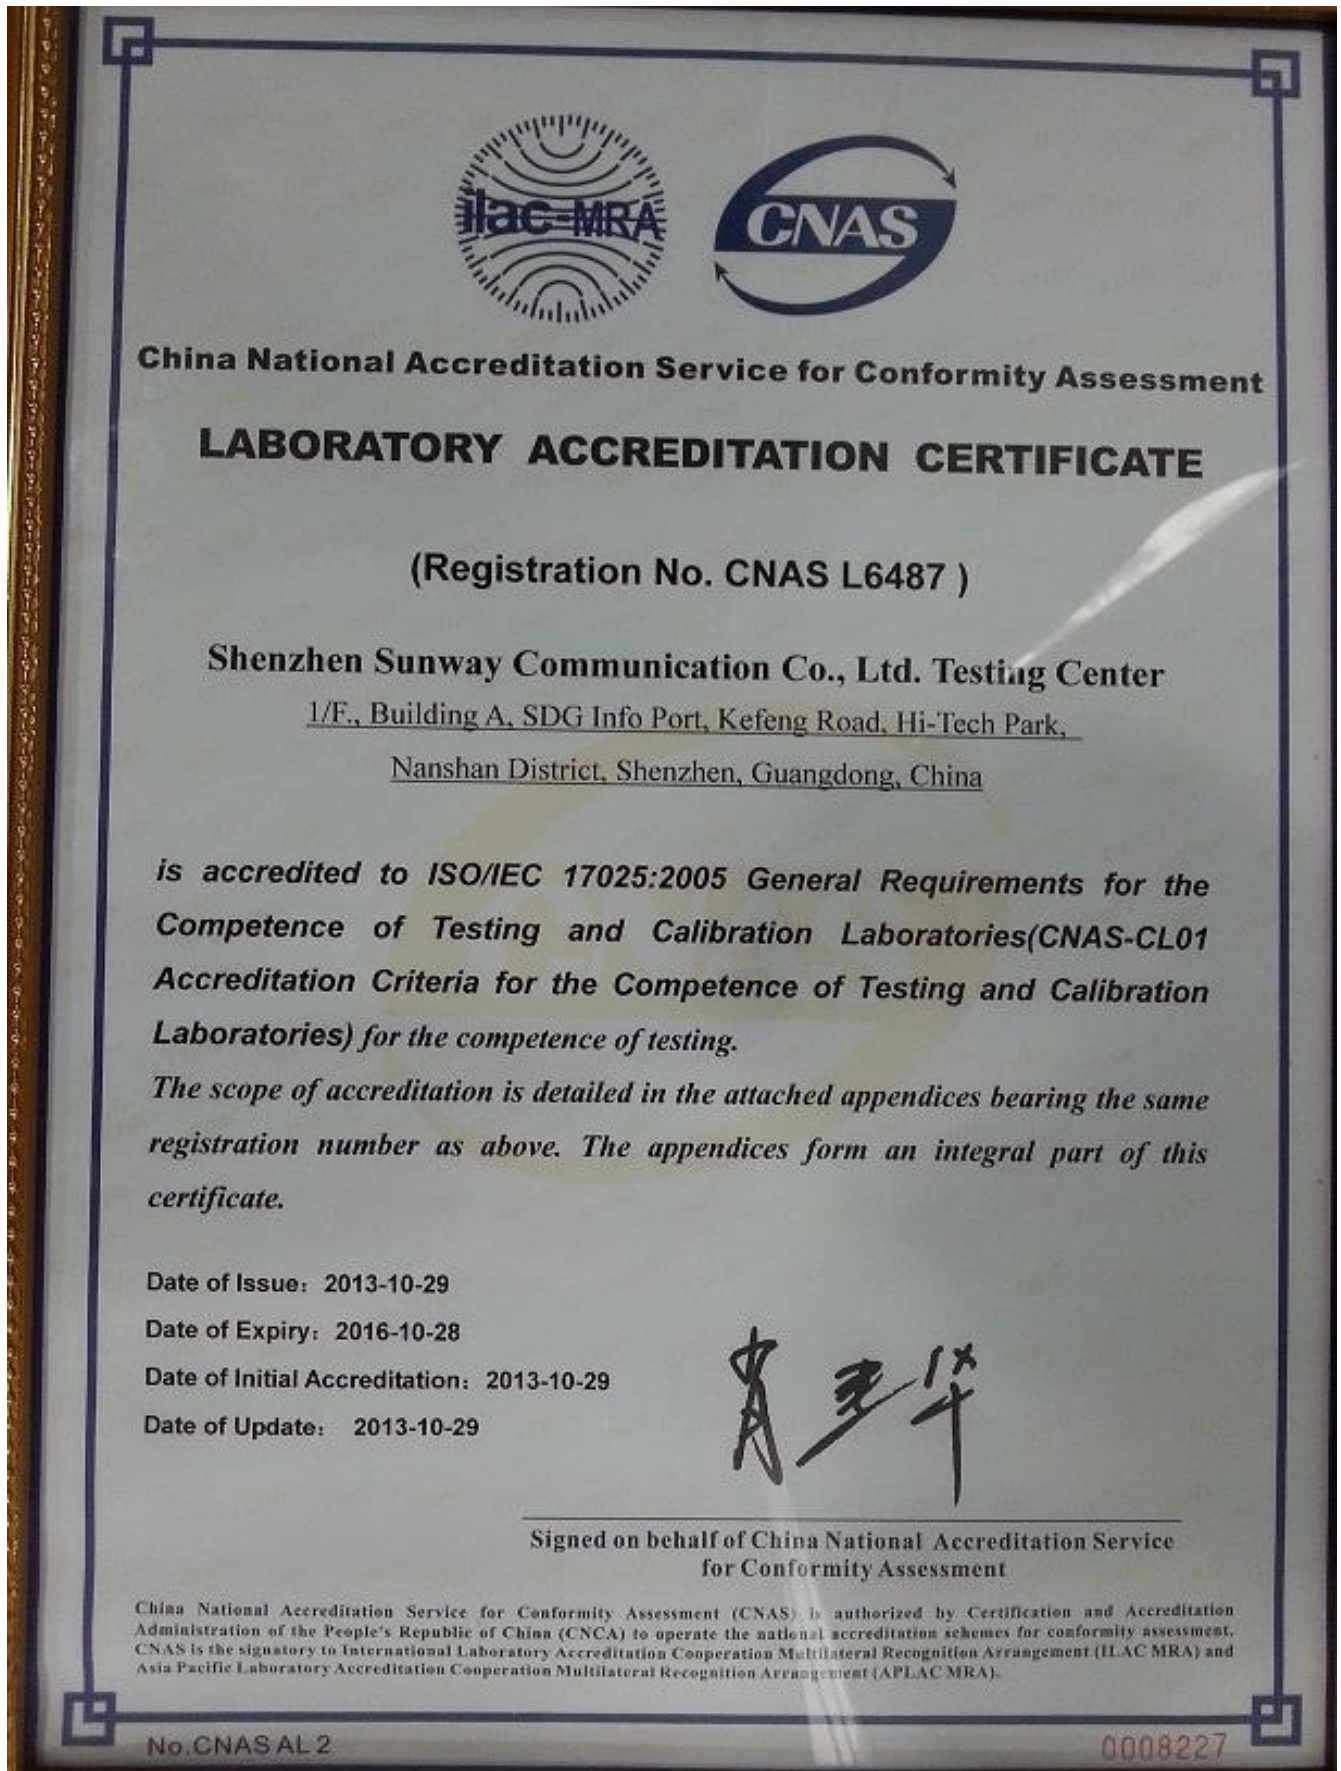 ilac-MRA
CNAS
China National Accreditation Service for Conformity Assessment
LABORATORY ACCREDITATION CERTIFICATE
(Registration No. CNAS L6487 )
Shenzhen Sunway Communication Co., Ltd. Testing Center
1/F., Building A, SDG Info Port, Kefeng Road, Hi-Tech Park,
Nanshan District, Shenzhen, Guangdong, China
is accredited to ISO/IEC 17025:2005 General Requirements for the
Competence of Testing and Calibration Laboratories(CNAS-CL01
Accreditation Criteria for the Competence of Testing and Calibration
Laboratories) for the competence of testing.
The scope of accreditation is detailed in the attached appendices bearing the same
registration number as above. The appendices form an integral part of this
certificate.
Date of Issue: 2013-10-29
Date of Expiry: 2016-10-28
Date of Initial Accreditation: 2013-10-29
Date of Update: 2013-10-29
Signed on behalf of China National Accreditation Service
for Conformity Assessment
China National Accreditation Service for Conformity Assessment (CNAS) is authorized by Certification and Accreditation
Administration of the People's Republic of China (CNCA) to operate the national accreditation schemes for conformity assessment.
CNAS is the signatory to International Laboratory Accreditation Cooperation Multilateral Recognition Arrangement (ILAC MRA) and
Asia Pacific Laboratory Accreditation Cooperation Multilateral Recognition Arrangement (APLAC MRA).
No.CNAS AL 2
0008227